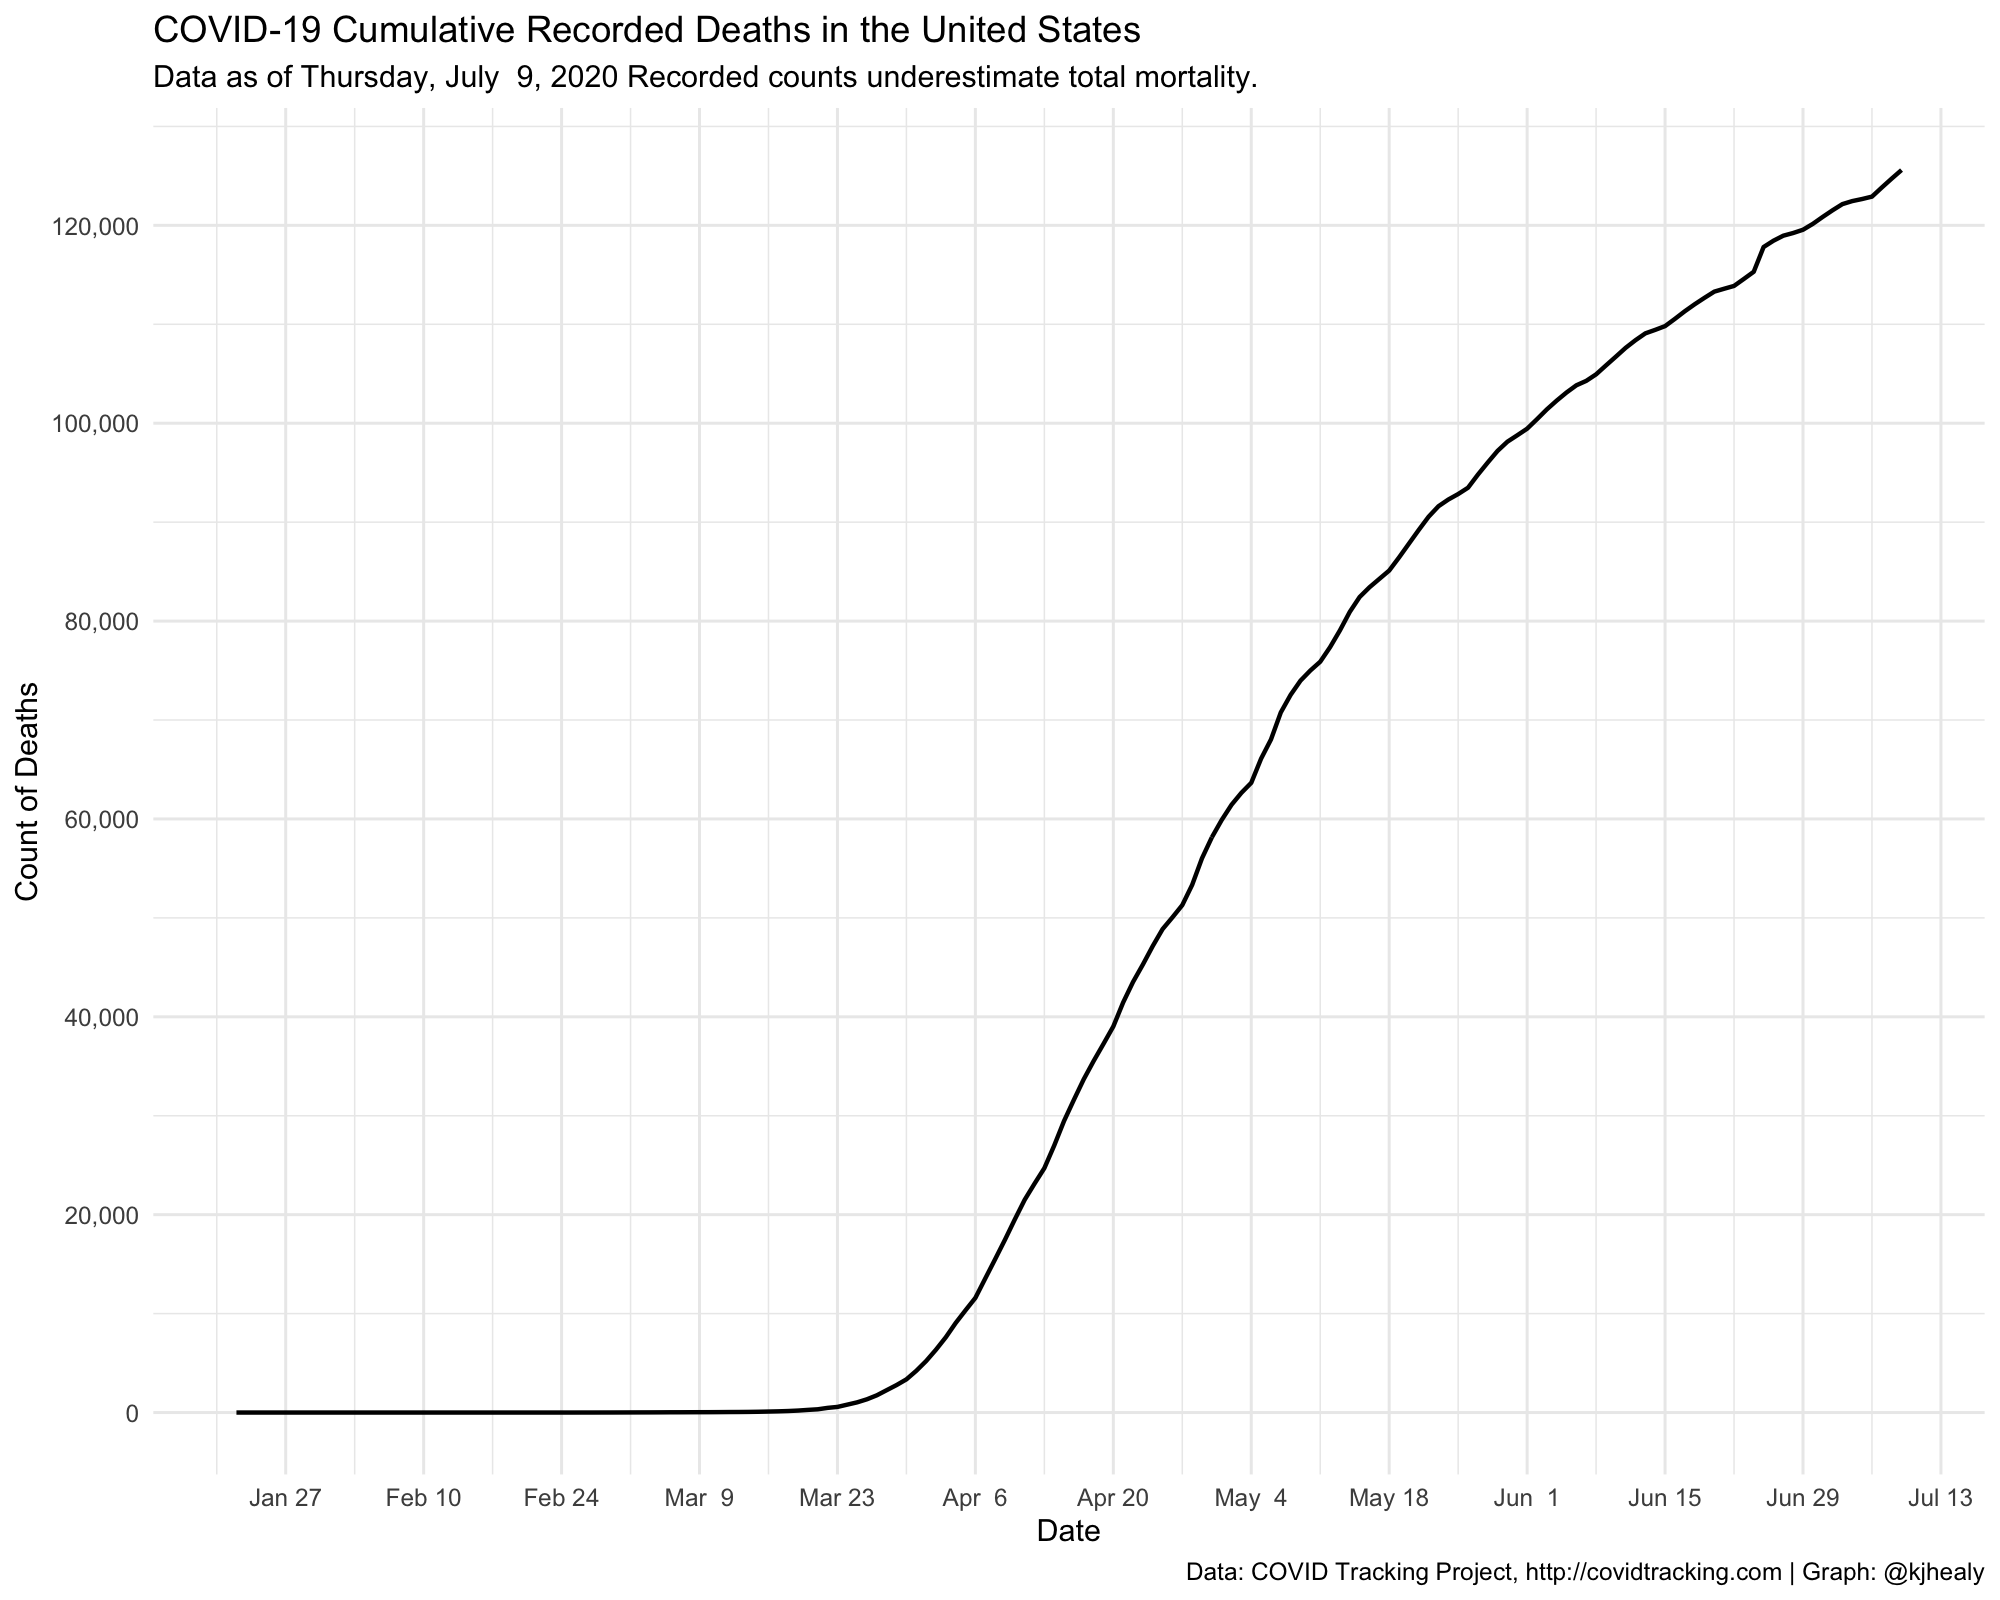 COVID-19 Cumulative Recorded Deaths in the United States
Data as of Thursday, July  9, 2020 Recorded counts underestimate total mortality.
120,000
100,000
80,000
60,000
40,000
20,000
0
Count of Deaths
Jan 27 Feb 10 Feb 24 Mar  9 Mar 23 Apr  6 Apr 20 May  4 May 18 Jun  1 Jun 15 Jun 29 Jul 13
Date
Data: COVID Tracking Project, http://covidtracking.com | Graph: @kjhealy